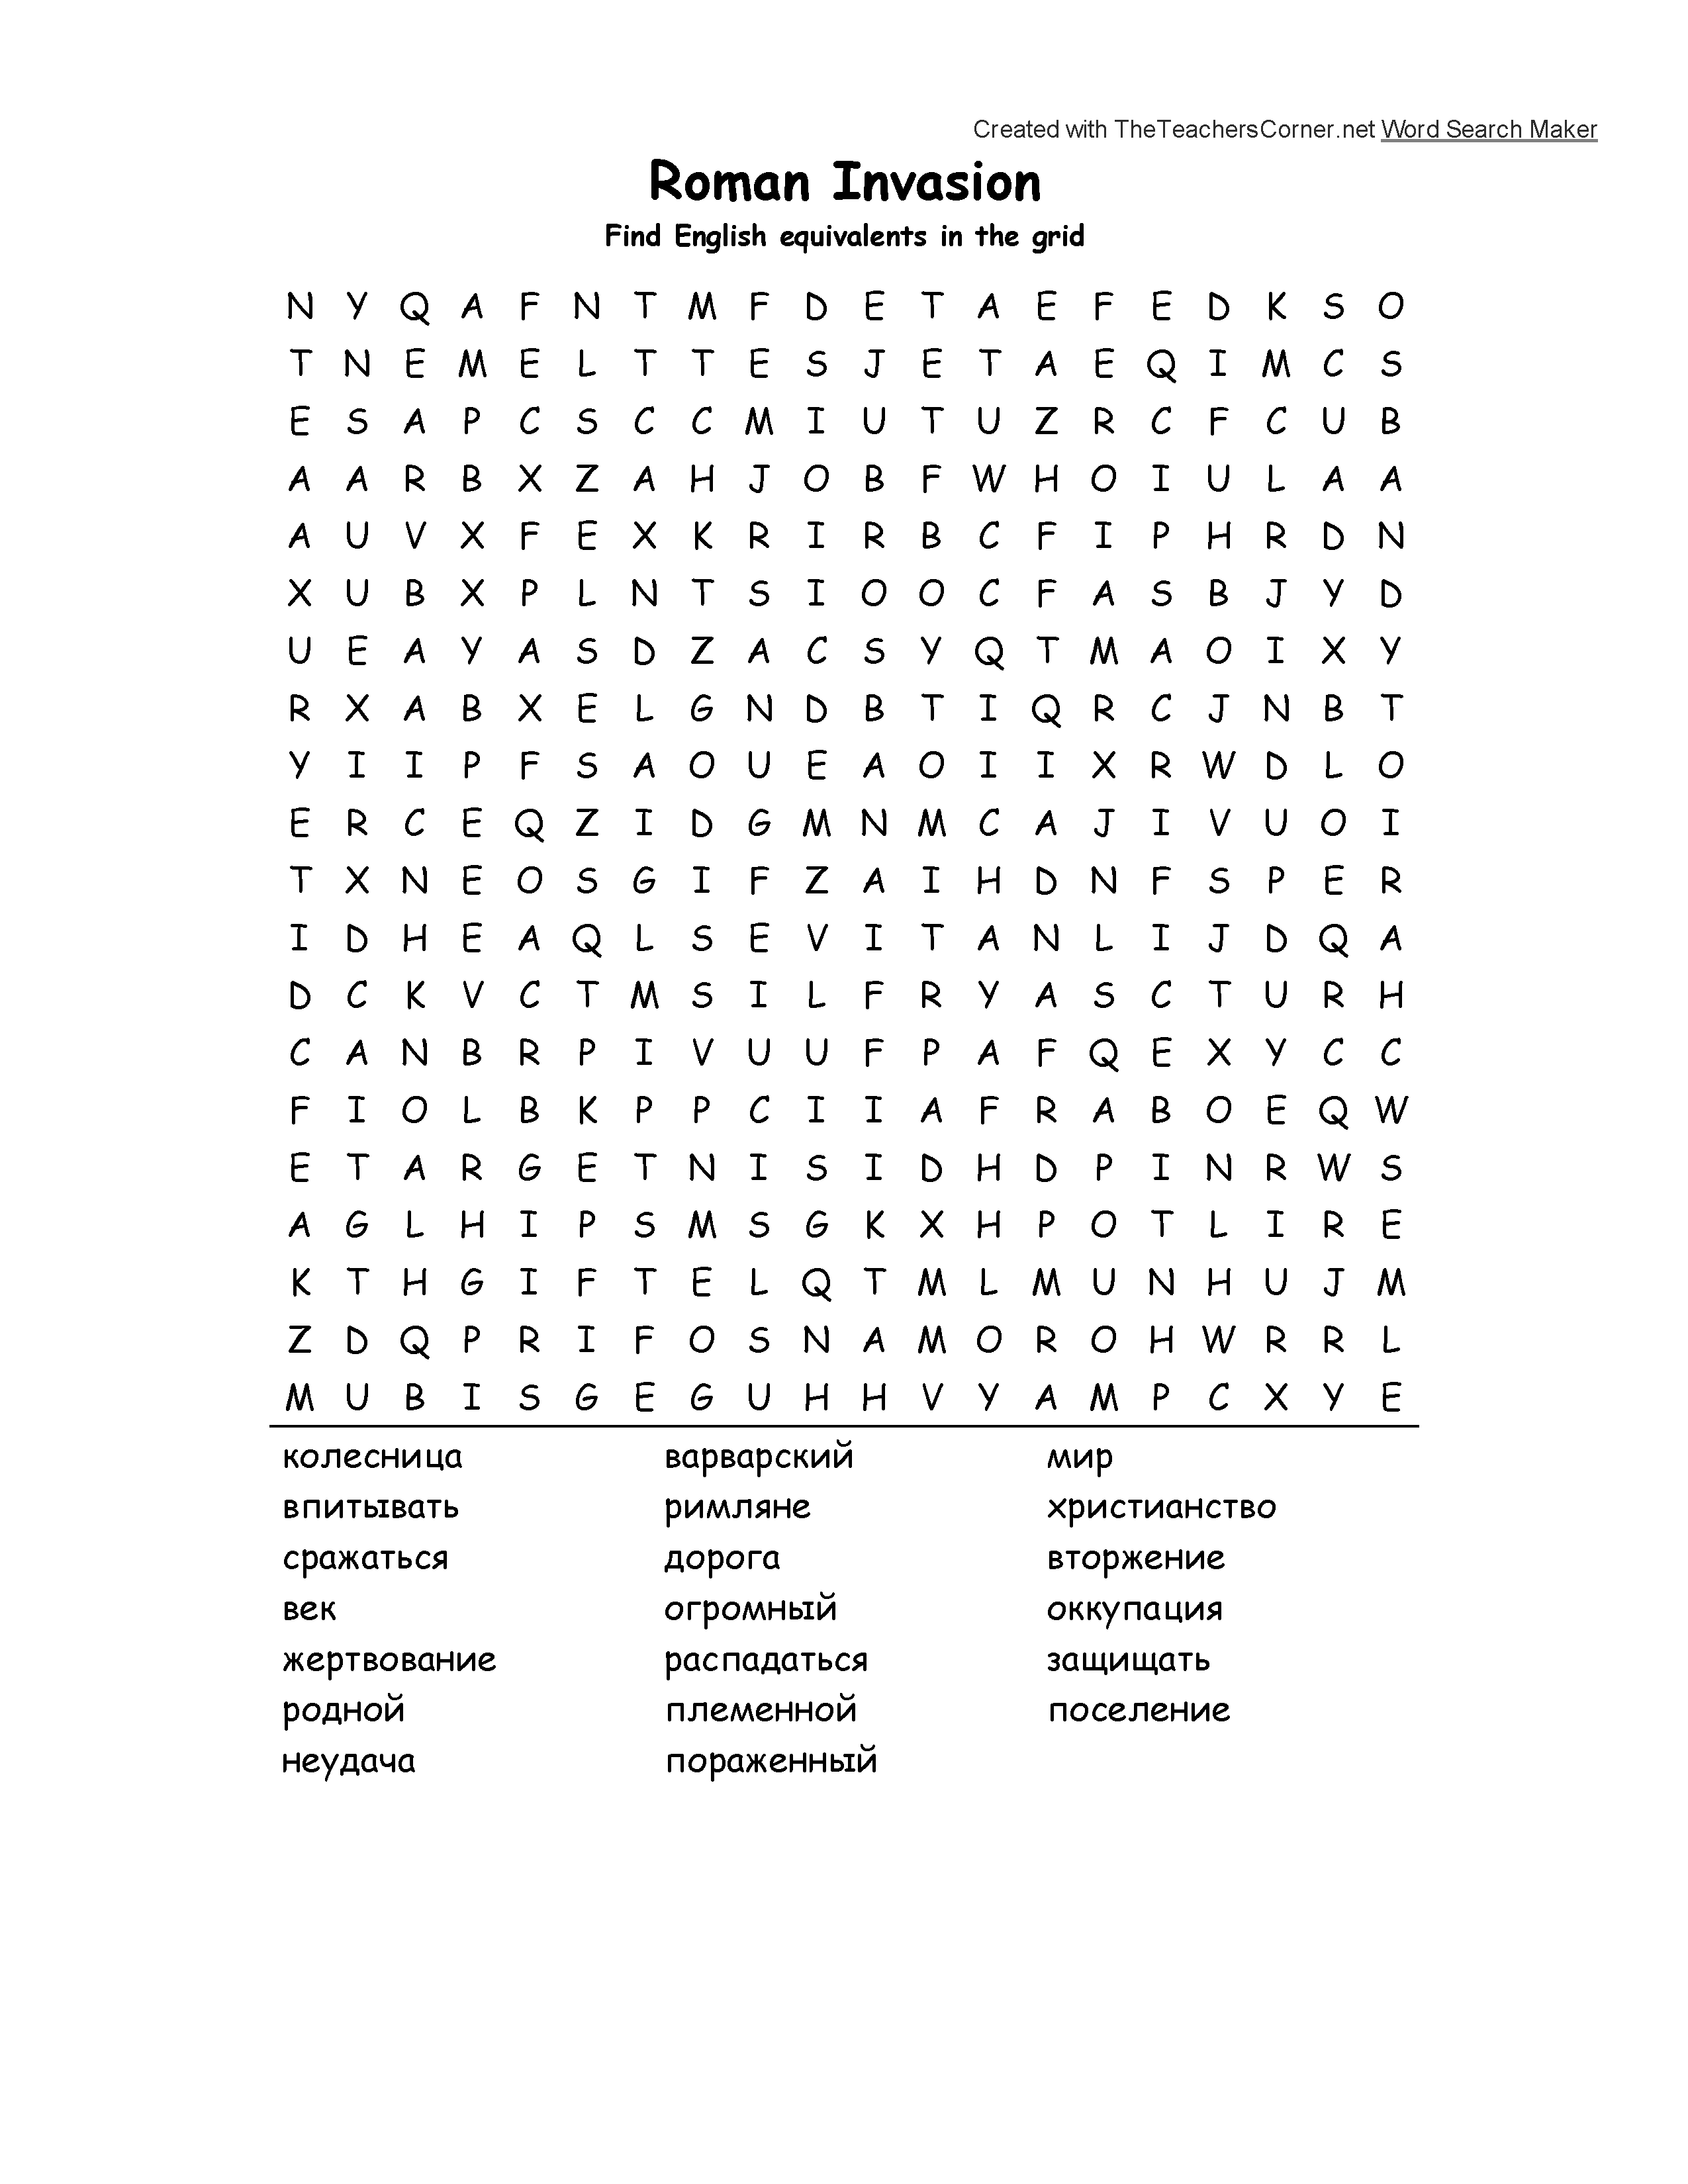 Created with TheTeachersCorner.net Word Search Maker
Roman Invasion
Find English equivalents in the grid
N Y Q A F N T M F D E T A E F E D K S O
T N E M E L T T E S J E T A E Q I M C S
E S A P C S C C M I U T U Z R C F C U B
A A R B X Z A H J O B F W H O I U L A A
A U V X F E X K R I R B C F I P H R D N
X U B X P L N T S I O O C F A S B J Y D
U E A Y A S D Z A C S Y Q T M A O I X Y
R X A B X E L G N D B T I Q R C J N B T
Y I I P F S A O U E A O I I X R W D L O
E R C E Q Z I D G M N M C A J I V U O I
T X N E O S G I F Z A I H D N F S P E R
I D H E A Q L S E V I T A N L I J D Q A
D C K V C T M S I L F R Y A S C T U R H
C A N B R P I V U U F P A F Q E X Y C C
F I O L B K P P C I I A F R A B O E Q W
E T A R G E T N I S I D H D P I N R W S
A G L H I P S M S G K X H P O T L I R E
K T H G I F T E L Q T M L M U N H U J M
Z D Q P R I F O S N A M O R O H W R R L
M U B I S G E G U H H V Y A M P C X Y E
колесница варварский мир
впитывать римляне христианство
сражаться дорога вторжение
век огромный оккупация
жертвование распадаться защищать
родной племенной поселение
неудача пораженный